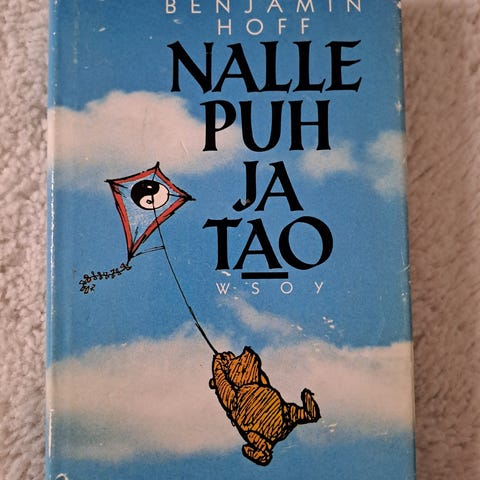 BENJAMIN
HOFF
NALLE
PUH
JA
TAO
WSOY